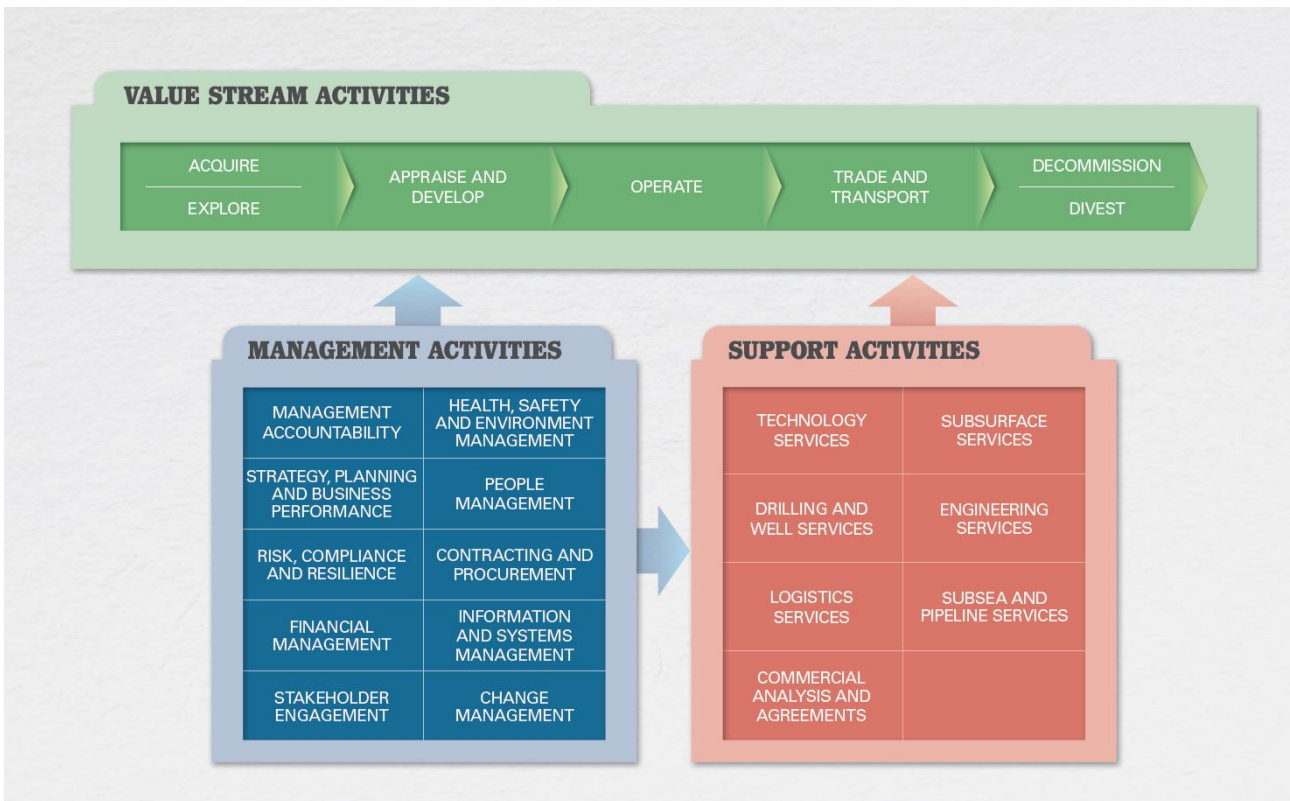 VALUE STREAM ACTIVITIES
ACQUIRE
EXPLORE
APPRAISE AND
DEVELOP
OPERATE
TRADE AND
TRANSPORT
DECOMMISSION
DIVEST
MANAGEMENT ACTIVITIES
MANAGEMENT
ACCOUNTABILITY
HEALTH, SAFETY
AND ENVIRONMENT
MANAGEMENT
STRATEGY, PLANNING
AND BUSINESS
PERFORMANCE
PEOPLE
MANAGEMENT
RISK, COMPLIANCE
AND RESILIENCE
CONTRACTING AND
PROCUREMENT
FINANCIAL
MANAGEMENT
INFORMATION
AND SYSTEMS
MANAGEMENT
STAKEHOLDER
ENGAGEMENT
CHANGE
MANAGEMENT
SUPPORT ACTIVITIES
TECHNOLOGY
SERVICES
SUBSURFACE
SERVICES
DRILLING AND
WELL SERVICES
ENGINEERING
SERVICES
LOGISTICS
SERVICES
SUBSEA AND
PIPELINE SERVICES
COMMERCIAL
ANALYSIS AND
AGREEMENTS